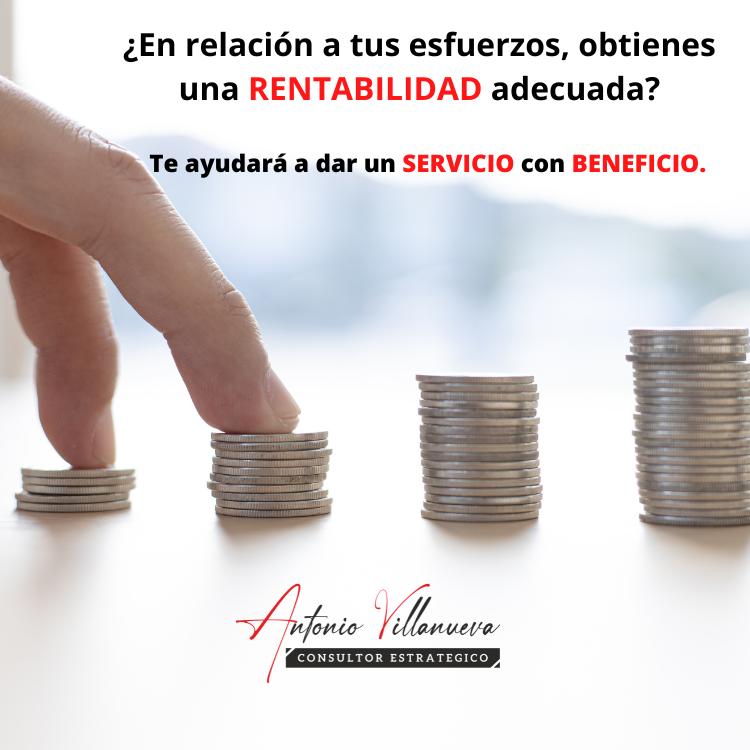 ¿En relación a tus esfuerzos, obtienes
una RENTABILIDAD adecuada?
Te ayudará a dar un SERVICIO con BENEFICIO.
Antonio Villanueva
CONSULTOR ESTRATEGICO